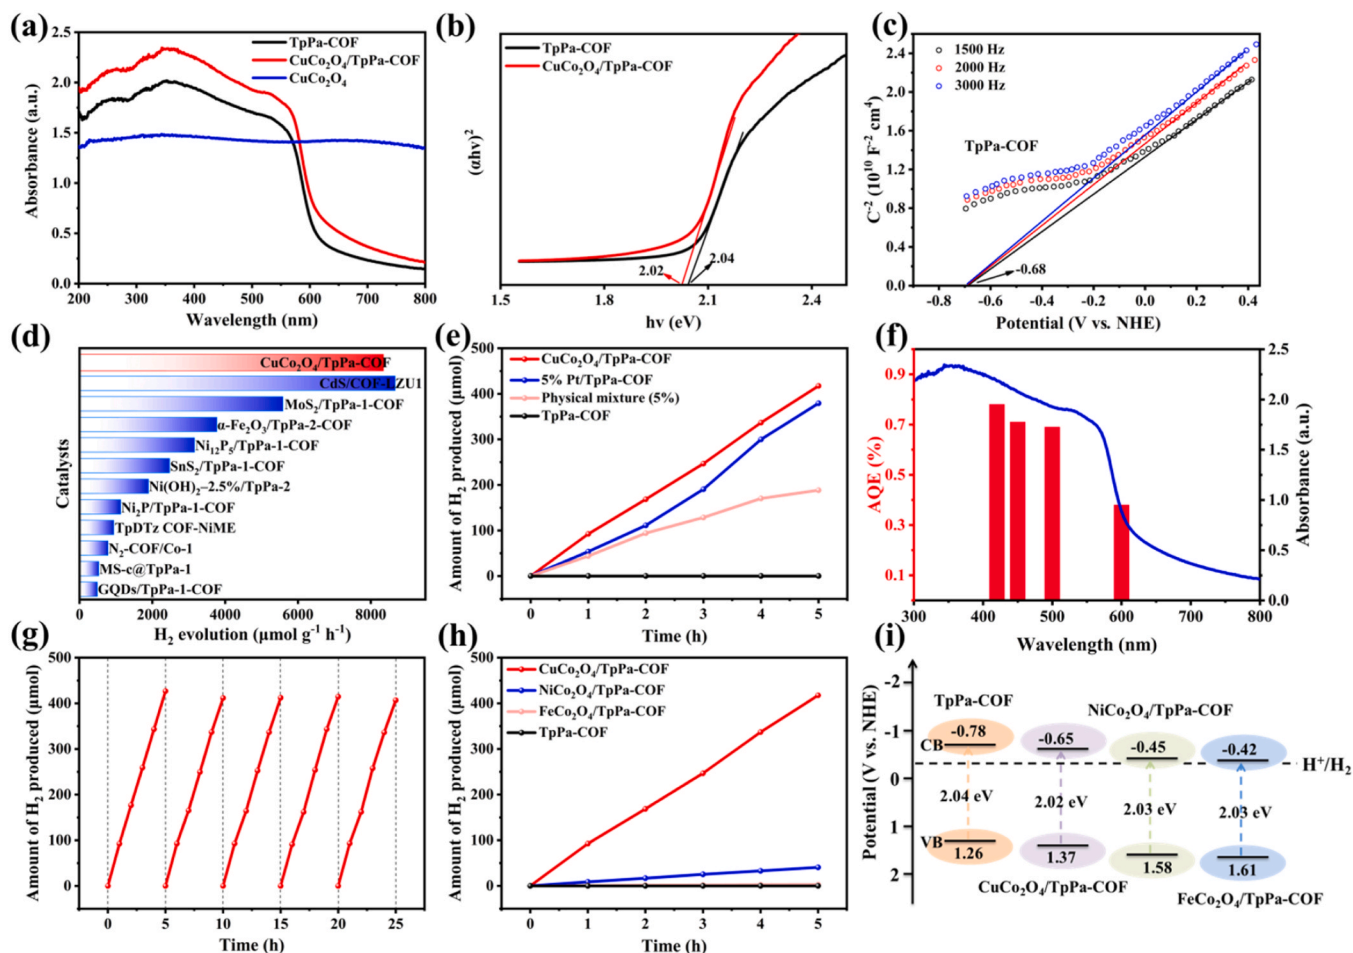 (a)
2.5
2.0
1.5
1.0
0.5
0.0
Absorbance (a.u.)
TpPa-COF
CuCo₂O₄/TpPa-COF
CuCo₂O₄
200 300 400 500 600 700 800
Wavelength (nm)
(b)
(αhv)²
TpPa-COF
CuCo₂O₄/TpPa-COF
2.02
2.04
1.5 1.8 2.1 2.4
hv (eV)
(c)
2.4
2.0
1.6
1.2
0.8
0.4
0.0
C⁻² (10¹⁰ F⁻² cm⁴)
1500 Hz
2000 Hz
3000 Hz
TpPa-COF
-0.68
-0.8 -0.6 -0.4 -0.2 0.0 0.2 0.4
Potential (V vs. NHE)
(d)
Catalysts
CuCo₂O₄/TpPa-COF
CdS/COF-LZU1
MoS₂/TpPa-1-COF
α-Fe₂O₃/TpPa-2-COF
Ni₁₂P₅/TpPa-1-COF
SnS₂/TpPa-1-COF
Ni(OH)₂–2.5%/TpPa-2
Ni₂P/TpPa-1-COF
TpDTz COF-NiME
N₂-COF/Co-1
MS-c@TpPa-1
GQDs/TpPa-1-COF
0 2000 4000 6000 8000
H₂ evolution (μmol g⁻¹ h⁻¹)
(e)
500
400
300
200
100
0
Amount of H₂ produced (μmol)
CuCo₂O₄/TpPa-COF
5% Pt/TpPa-COF
Physical mixture (5%)
TpPa-COF
0 1 2 3 4 5
Time (h)
(f)
0.9
0.7
0.5
0.3
0.1
AQE (%)
2.5
2.0
1.5
1.0
0.5
0.0
Absorbance (a.u.)
300 400 500 600 700 800
Wavelength (nm)
(g)
500
400
300
200
100
0
Amount of H₂ produced (μmol)
0 5 10 15 20 25
Time (h)
(h)
500
400
300
200
100
0
Amount of H₂ produced (μmol)
CuCo₂O₄/TpPa-COF
NiCo₂O₄/TpPa-COF
FeCo₂O₄/TpPa-COF
TpPa-COF
0 1 2 3 4 5
Time (h)
(i)
Potential (V vs. NHE)
-2
-1
0
1
2
TpPa-COF
NiCo₂O₄/TpPa-COF
CB
-0.78
-0.65
-0.45
-0.42
H⁺/H₂
2.04 eV
2.02 eV
2.03 eV
2.03 eV
VB
1.26
1.37
1.58
1.61
CuCo₂O₄/TpPa-COF
FeCo₂O₄/TpPa-COF